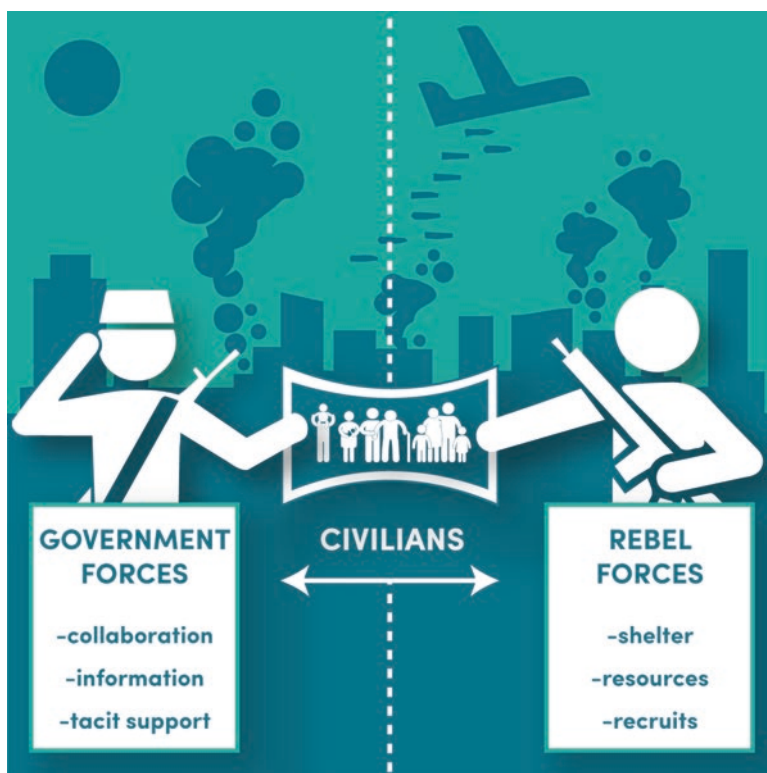 GOVERNMENT
FORCES
-collaboration
-information
-tacit support
CIVILIANS
REBEL
FORCES
-shelter
-resources
-recruits